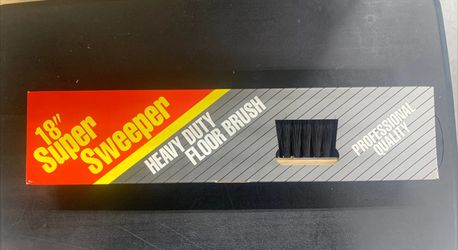 18"
Super
Sweeper
HEAVY DUTY
FLOOR BRUSH
PROFESSIONAL
QUALITY